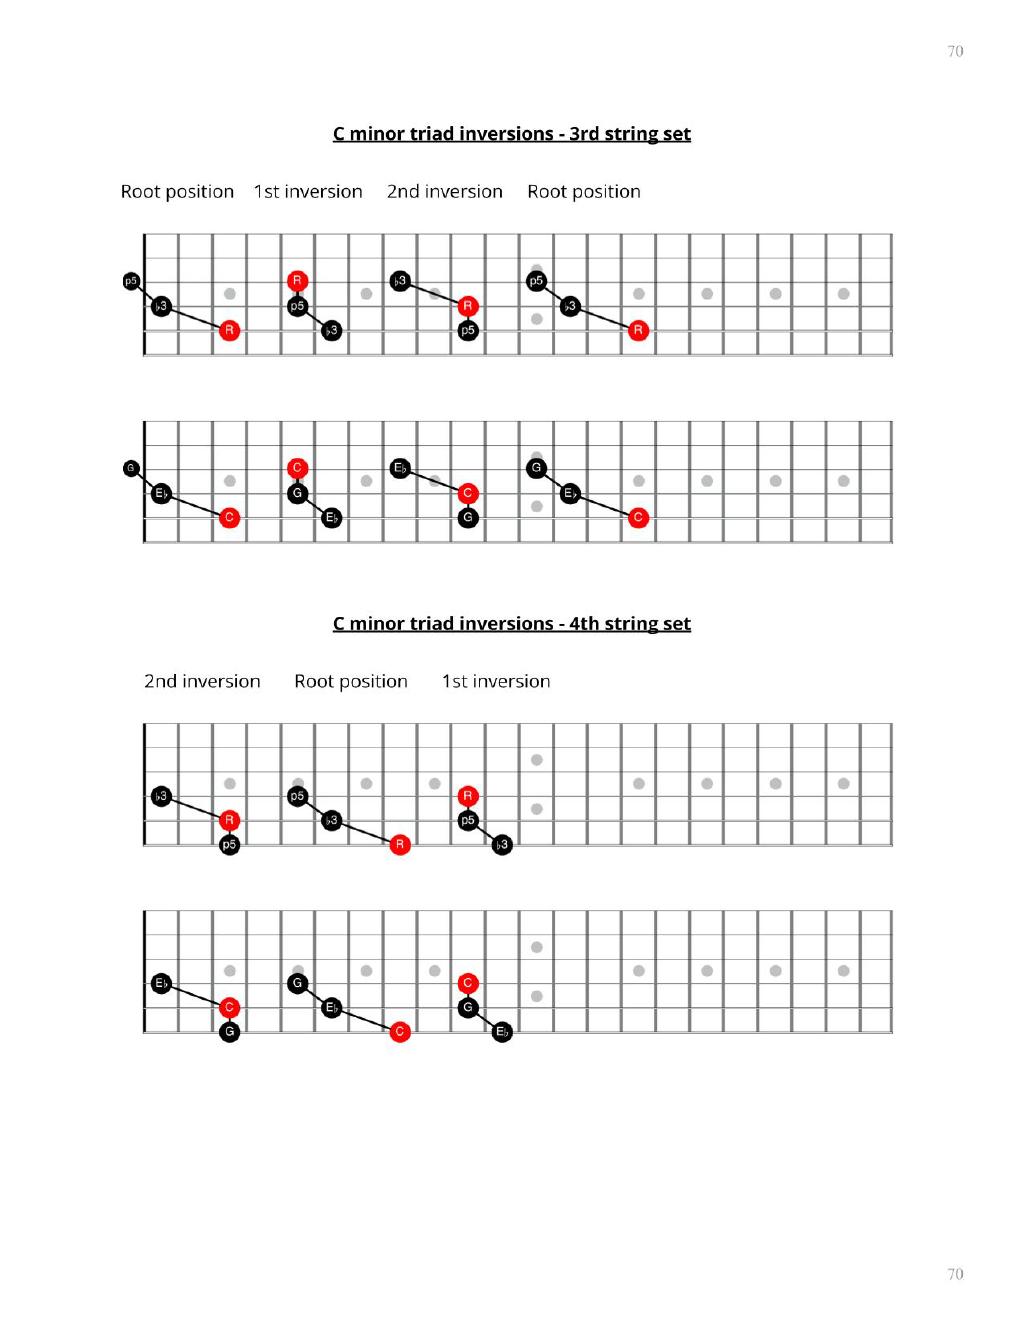 70
C minor triad inversions - 3rd string set
Root position 1st inversion 2nd inversion Root position
p5 R ♭3 p5
♭3 p5 R ♭3
R ♭3 p5 R
G C E♭ G
E♭ G C E♭
C E♭ G C
C minor triad inversions - 4th string set
2nd inversion Root position 1st inversion
♭3 p5 R
R ♭3 p5
p5 R ♭3
E♭ G C
C E♭ G
G C E♭
70